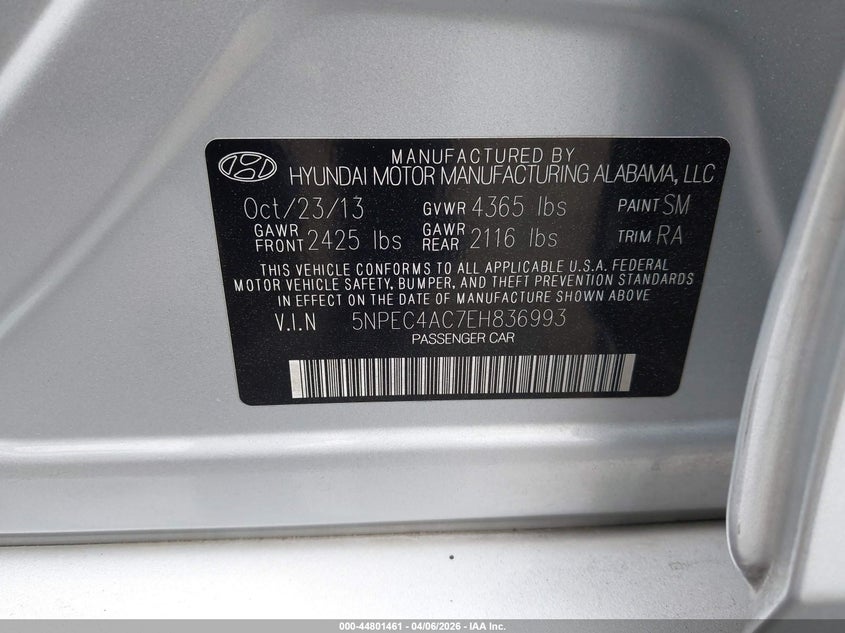 MANUFACTURED BY
HYUNDAI MOTOR MANUFACTURING ALABAMA, LLC
Oct/23/13 GVWR 4365 lbs PAINT SM
GAWR FRONT 2425 lbs GAWR REAR 2116 lbs TRIM RA
THIS VEHICLE CONFORMS TO ALL APPLICABLE U.S.A. FEDERAL
MOTOR VEHICLE SAFETY, BUMPER, AND THEFT PREVENTION STANDARDS
IN EFFECT ON THE DATE OF MANUFACTURE SHOWN ABOVE
V.I.N 5NPEC4AC7EH836993
PASSENGER CAR
000-44801461 - 04/06/2026 - IAA Inc.